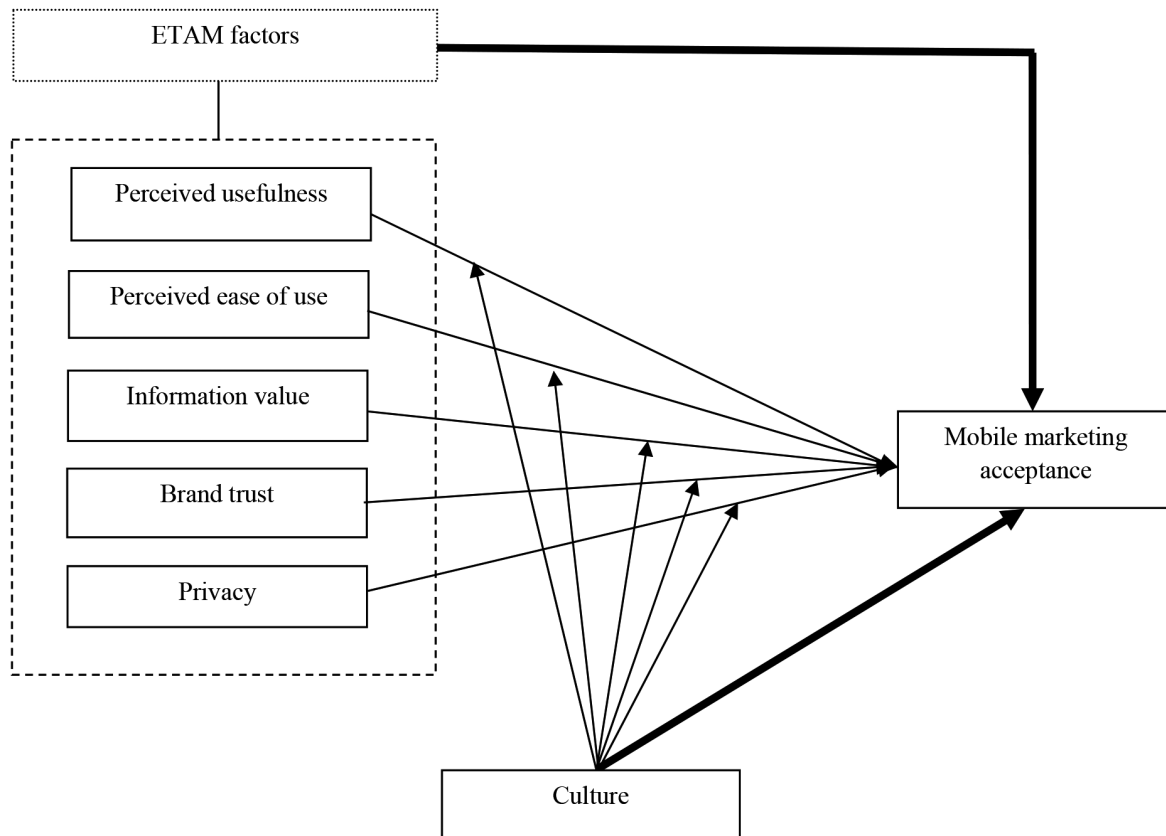 ETAM factors
Perceived usefulness
Perceived ease of use
Information value
Brand trust
Privacy
Mobile marketing
acceptance
Culture